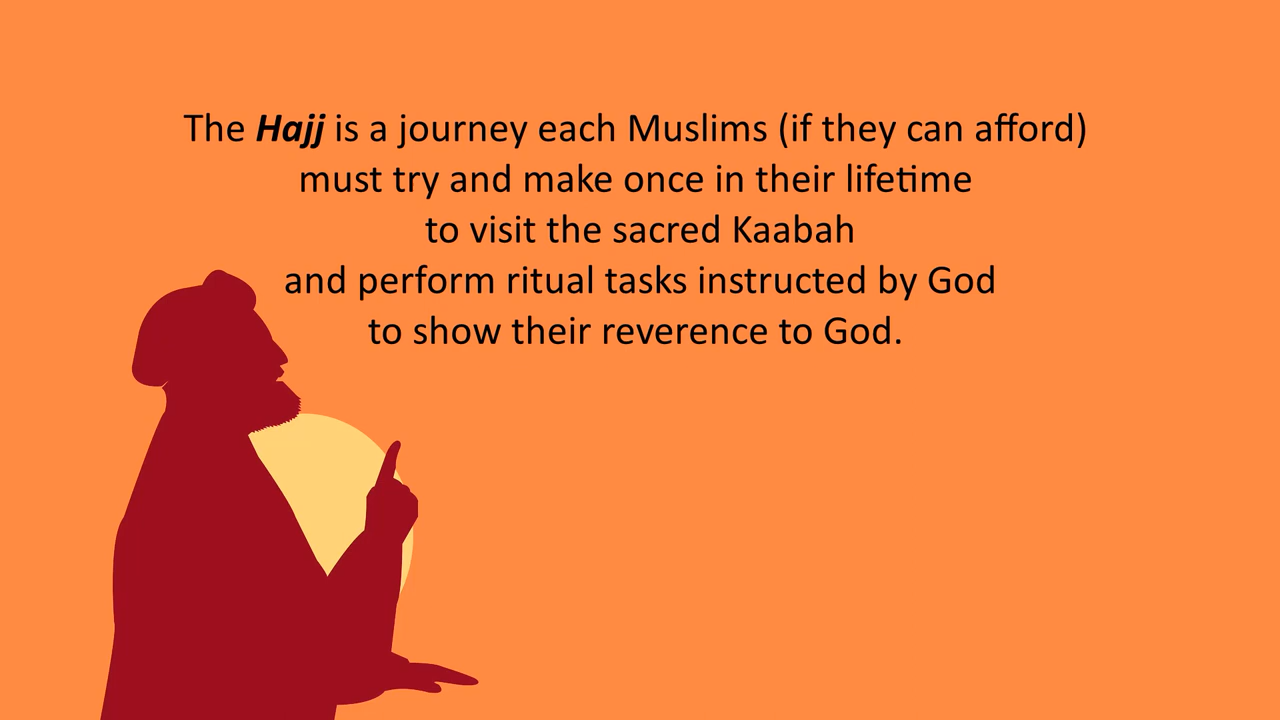 The Hajj is a journey each Muslims (if they can afford)
must try and make once in their lifetime
to visit the sacred Kaabah
and perform ritual tasks instructed by God
to show their reverence to God.